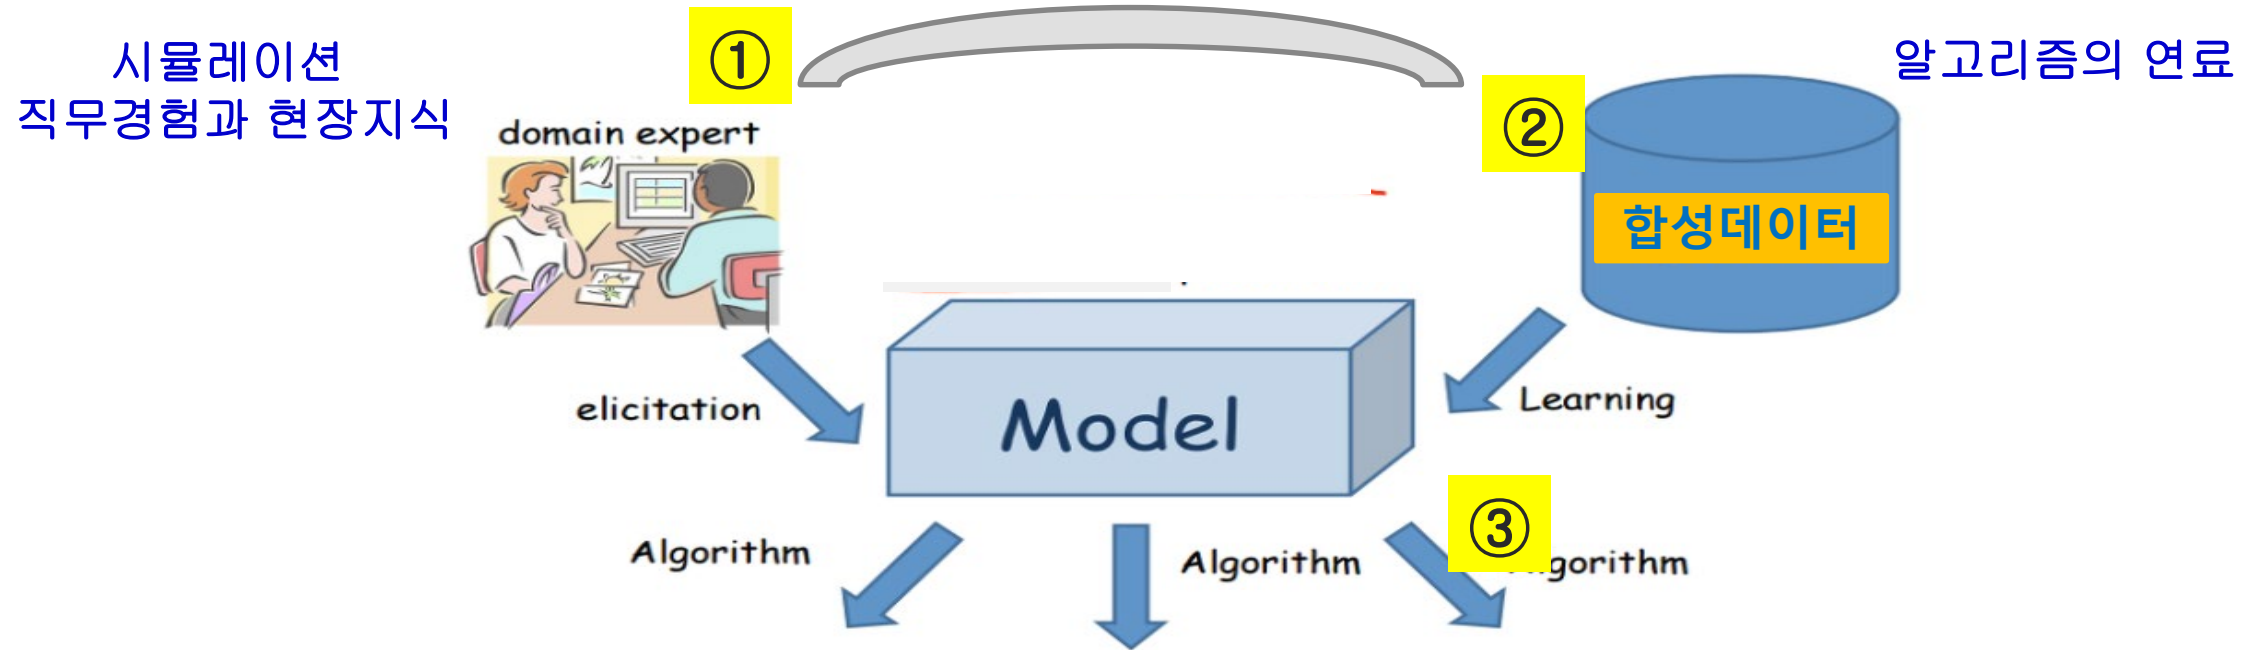 시뮬레이션
직무경험과 현장지식
①
domain expert
②
알고리즘의 연료
합성데이터
elicitation
Model
Learning
③
Algorithm
Algorithm
gorithm